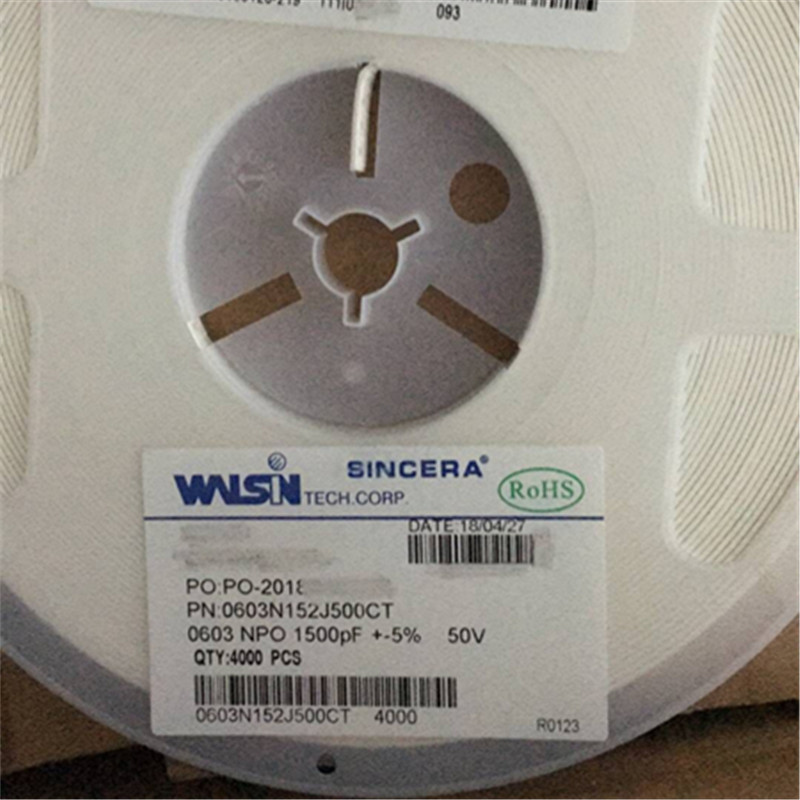 093
WALSIN TECH.CORP. SINCERA® RoHS
DATE:18/04/27
PO:PO-2018
PN:0603N152J500CT
0603 NPO 1500pF +-5% 50V
QTY:4000 PCS
0603N152J500CT 4000
R0123